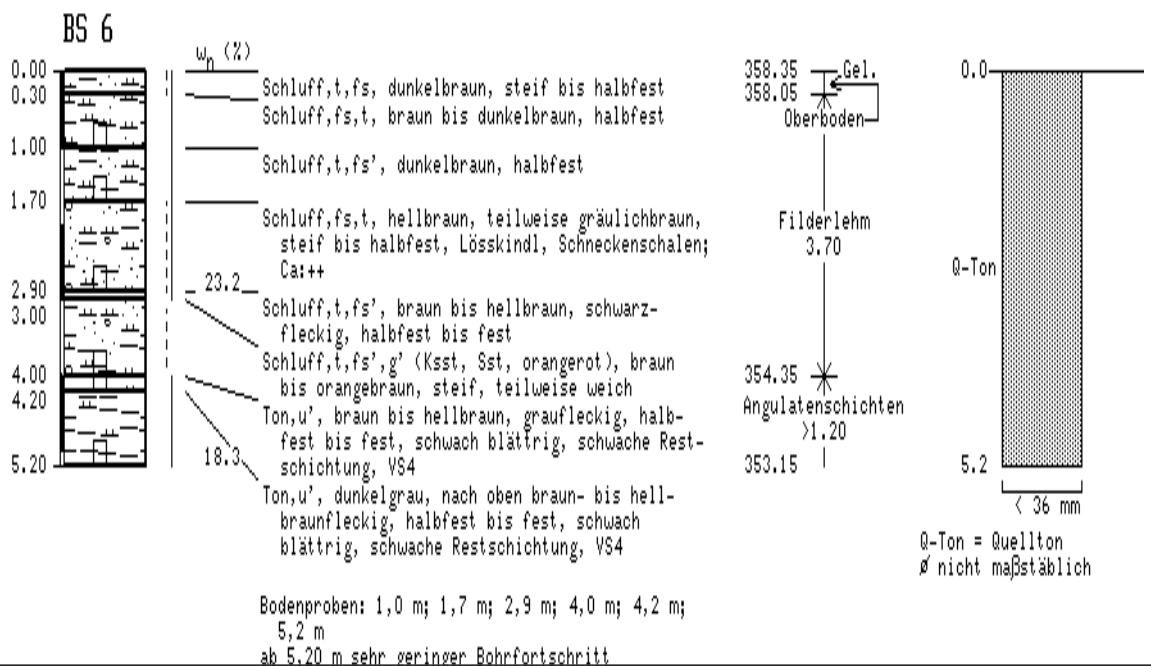 BS 6
w_n (%)
0.00
0.30
1.00
1.70
2.90
3.00
4.00
4.20
5.20
23.2
18.3
Schluff,t,fs, dunkelbraun, steif bis halbfest
Schluff,fs,t, braun bis dunkelbraun, halbfest
Schluff,t,fs', dunkelbraun, halbfest
Schluff,fs,t, hellbraun, teilweise gräulichbraun,
steif bis halbfest, Lösskindl, Schneckenschalen;
Ca:++
Schluff,t,fs', braun bis hellbraun, schwarz-
fleckig, halbfest bis fest
Schluff,t,fs',g' (Ksst, Sst, orangerot), braun
bis orangebraun, steif, teilweise weich
Ton,u', braun bis hellbraun, graufleckig, halb-
fest bis fest, schwach blättrig, schwache Rest-
schichtung, VS4
Ton,u', dunkelgrau, nach oben braun- bis hell-
braunfleckig, halbfest bis fest, schwach
blättrig, schwache Restschichtung, VS4
Bodenproben: 1,0 m; 1,7 m; 2,9 m; 4,0 m; 4,2 m;
5,2 m
ab 5,20 m sehr geringer Bohrfortschritt
358.35
Gel.
358.05
Oberboden
Filderlehm
3.70
354.35
Angulatenschichten
>1.20
353.15
0.0
Q-Ton
5.2
< 36 mm
Q-Ton = Quellton
ø nicht maßstäblich